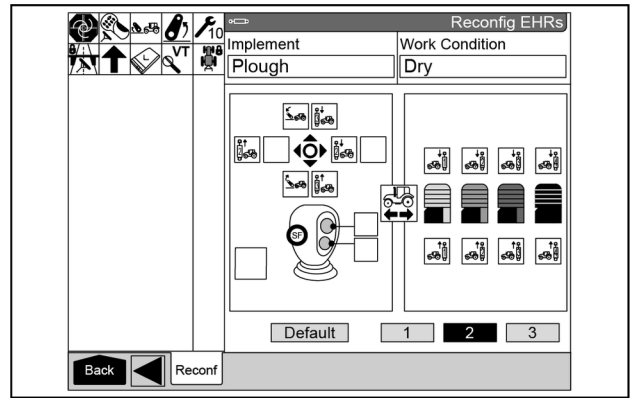 10
Reconfig EHRs
VT
L
Implement
Work Condition
Plough
Dry
SF
Default
1
2
3
Back
Reconf